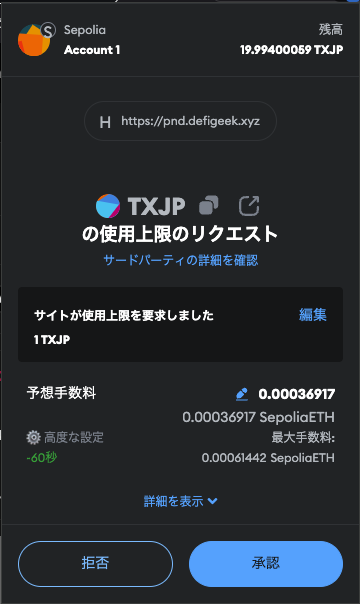 Sepolia
残高
Account 1
19.99400059 TXJP
H https://pnd.defigeek.xyz
TXJP
の使用上限のリクエスト
サードパーティの詳細を確認
サイトが使用上限を要求しました
編集
1 TXJP
予想手数料
0.00036917
0.00036917 SepoliaETH
高度な設定
最大手数料:
-60秒
0.00061442 SepoliaETH
詳細を表示
拒否
承認